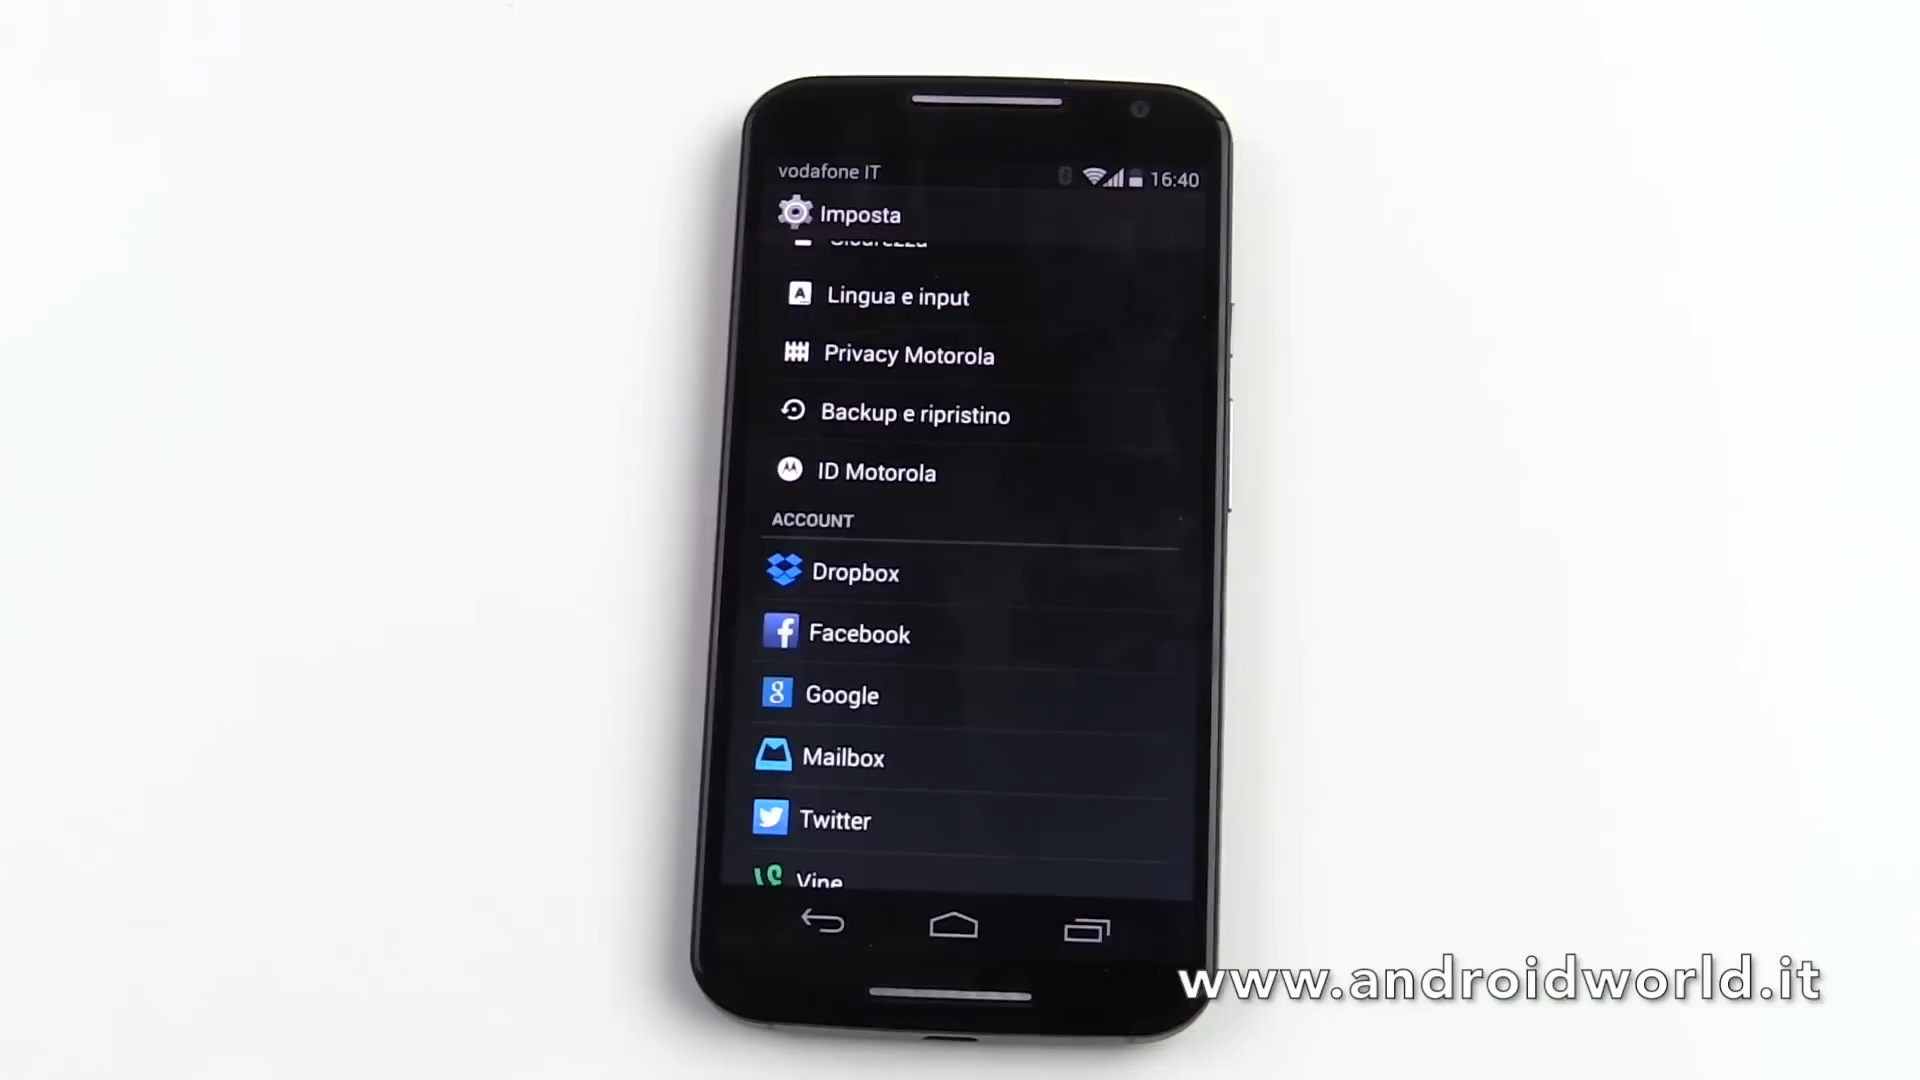 vodafone IT
16:40
Imposta
Sicurezza
Lingua e input
Privacy Motorola
Backup e ripristino
ID Motorola
ACCOUNT
Dropbox
Facebook
Google
Mailbox
Twitter
Vine
www.androidworld.it